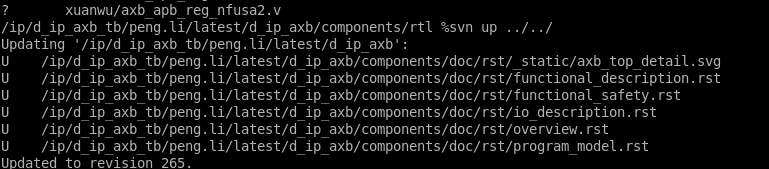 ?       xuanwu/axb_apb_reg_nfusa2.v
/ip/d_ip_axb_tb/peng.li/latest/d_ip_axb/components/rtl %svn up ../../
Updating '/ip/d_ip_axb_tb/peng.li/latest/d_ip_axb':
U    /ip/d_ip_axb_tb/peng.li/latest/d_ip_axb/components/doc/rst/_static/axb_top_detail.svg
U    /ip/d_ip_axb_tb/peng.li/latest/d_ip_axb/components/doc/rst/functional_description.rst
U    /ip/d_ip_axb_tb/peng.li/latest/d_ip_axb/components/doc/rst/functional_safety.rst
U    /ip/d_ip_axb_tb/peng.li/latest/d_ip_axb/components/doc/rst/io_description.rst
U    /ip/d_ip_axb_tb/peng.li/latest/d_ip_axb/components/doc/rst/overview.rst
U    /ip/d_ip_axb_tb/peng.li/latest/d_ip_axb/components/doc/rst/program_model.rst
Updated to revision 265.